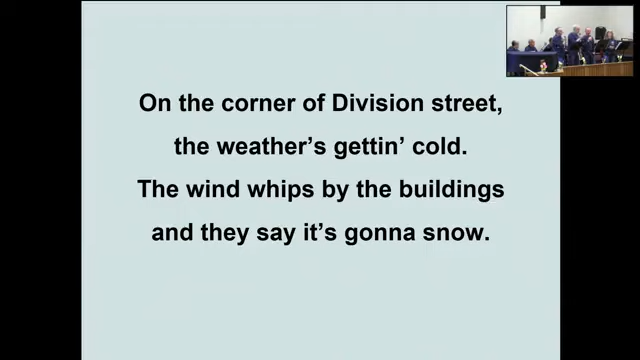 On the corner of Division street,
the weather’s gettin’ cold.
The wind whips by the buildings
and they say it’s gonna snow.